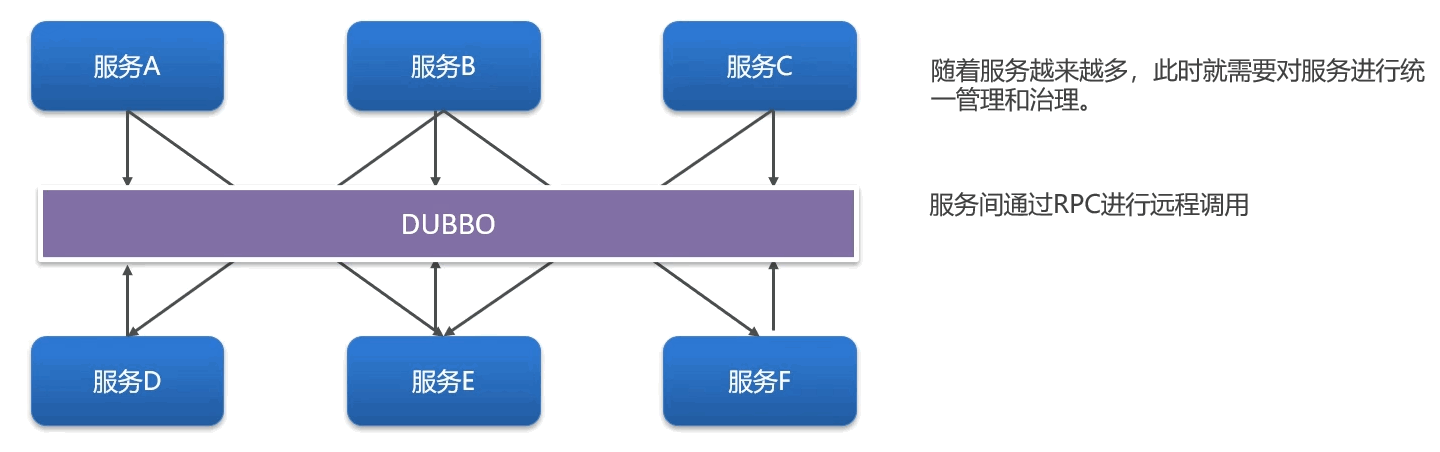 服务A
服务B
服务C
随着服务越来越多，此时就需要对服务进行统
一管理和治理。
服务间通过RPC进行远程调用
DUBBO
服务D
服务E
服务F